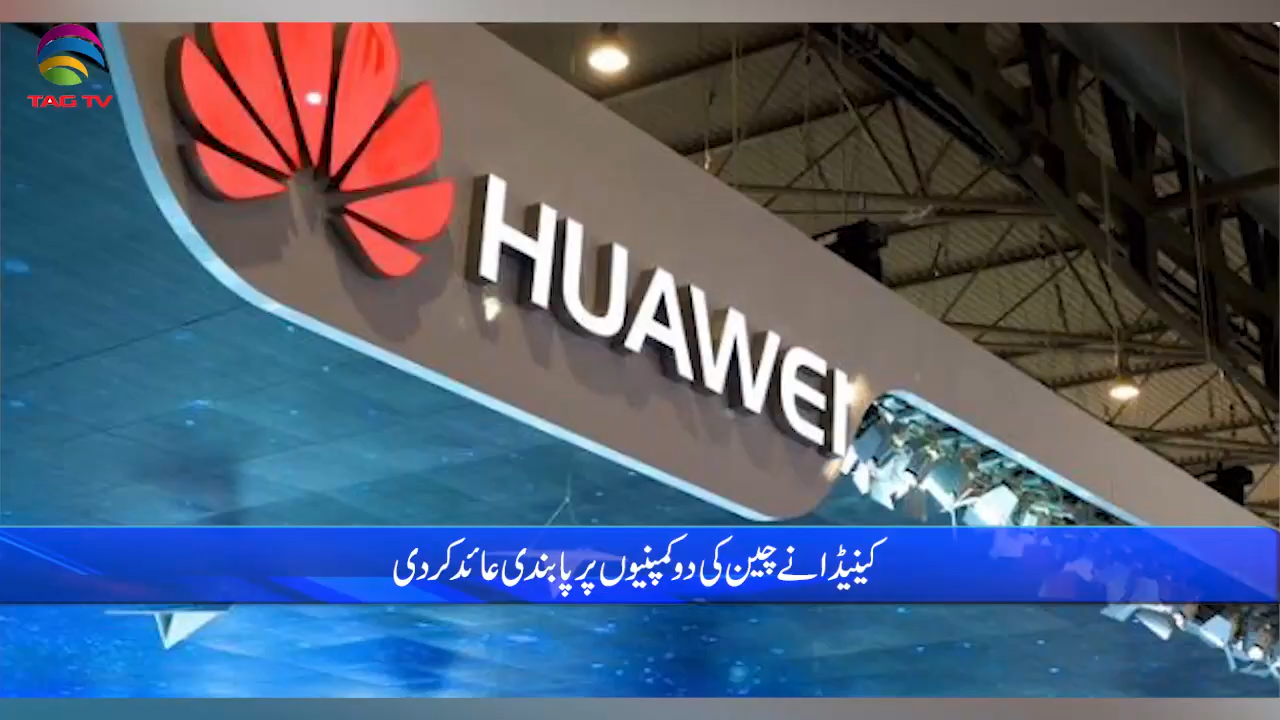 TAG TV
HUAWEI
کینیڈا نے چین کی دو کمپنیوں پر پابندی عائد کر دی